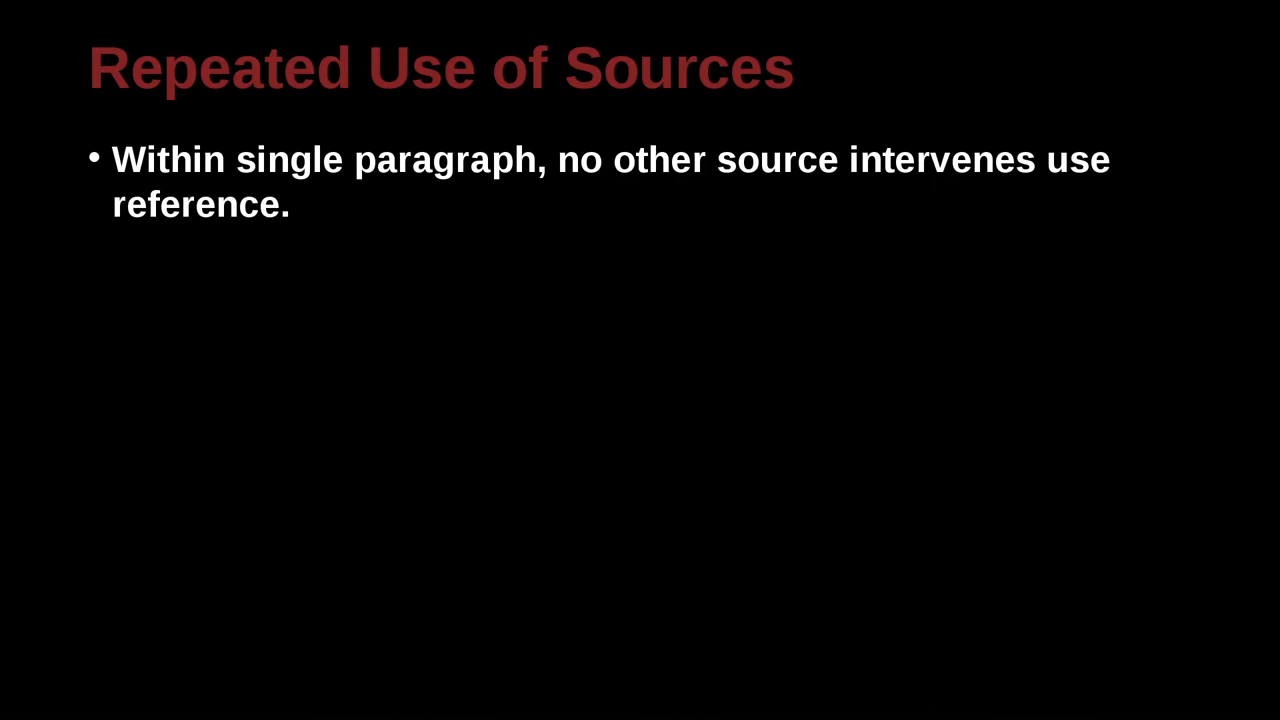 Repeated Use of Sources
• Within single paragraph, no other source intervenes use
reference.